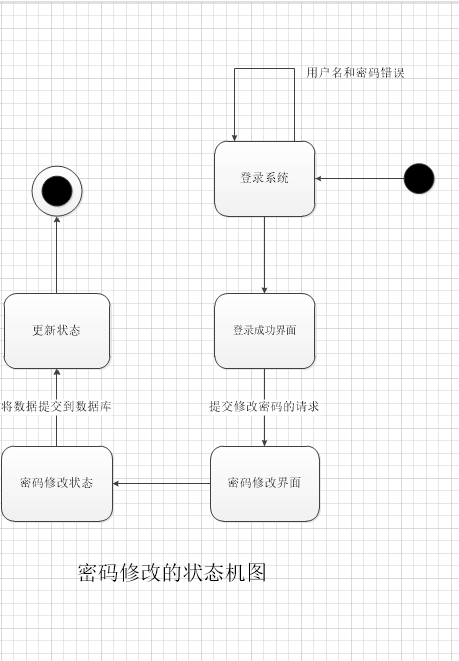 用户名和密码错误
登录系统
更新状态
登录成功界面
将数据提交到数据库
提交修改密码的请求
密码修改状态
密码修改界面
密码修改的状态机图